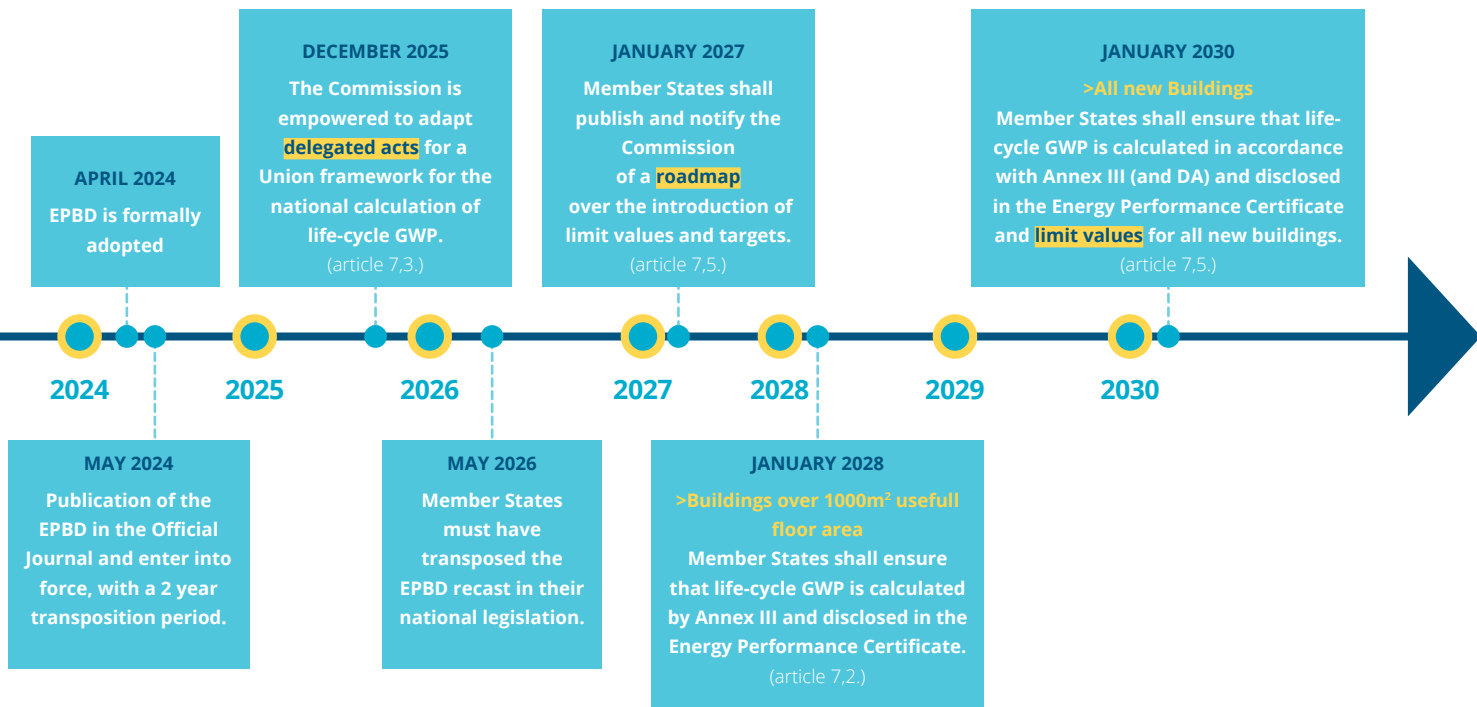 DECEMBER 2025
The Commission is
empowered to adapt
delegated acts for a
Union framework for the
national calculation of
life-cycle GWP.
(article 7,3.)
JANUARY 2027
Member States shall
publish and notify the
Commission
of a roadmap
over the introduction of
limit values and targets.
(article 7,5.)
JANUARY 2030
>All new Buildings
Member States shall ensure that life-
cycle GWP is calculated in accordance
with Annex III (and DA) and disclosed
in the Energy Performance Certificate
and limit values for all new buildings.
(article 7,5.)
APRIL 2024
EPBD is formally
adopted
2024
2025
2026
2027
2028
2029
2030
MAY 2024
Publication of the
EPBD in the Official
Journal and enter into
force, with a 2 year
transposition period.
MAY 2026
Member States
must have
transposed the
EPBD recast in their
national legislation.
JANUARY 2028
>Buildings over 1000m² usefull
floor area
Member States shall ensure
that life-cycle GWP is calculated
by Annex III and disclosed in the
Energy Performance Certificate.
(article 7,2.)